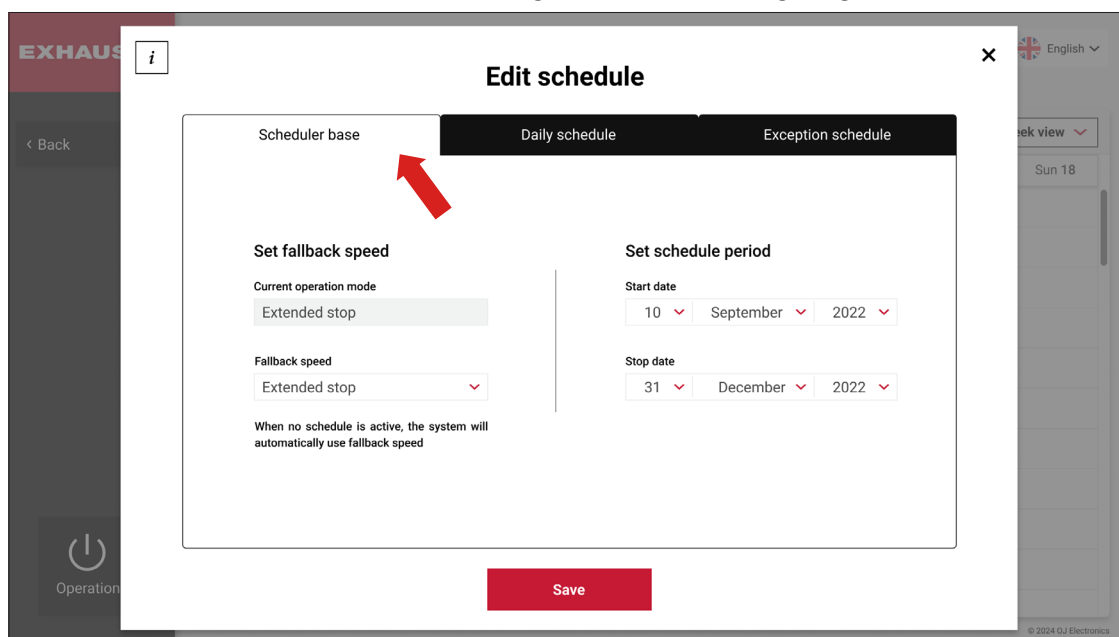 EXHAUS
i
Edit schedule
English
< Back
Scheduler base
Daily schedule
Exception schedule
eek view
Sun 18
Set fallback speed
Current operation mode
Extended stop
Fallback speed
Extended stop
When no schedule is active, the system will
automatically use fallback speed
Set schedule period
Start date
10 September 2022
Stop date
31 December 2022
Operation
Save
© 2024 OJ Electronics